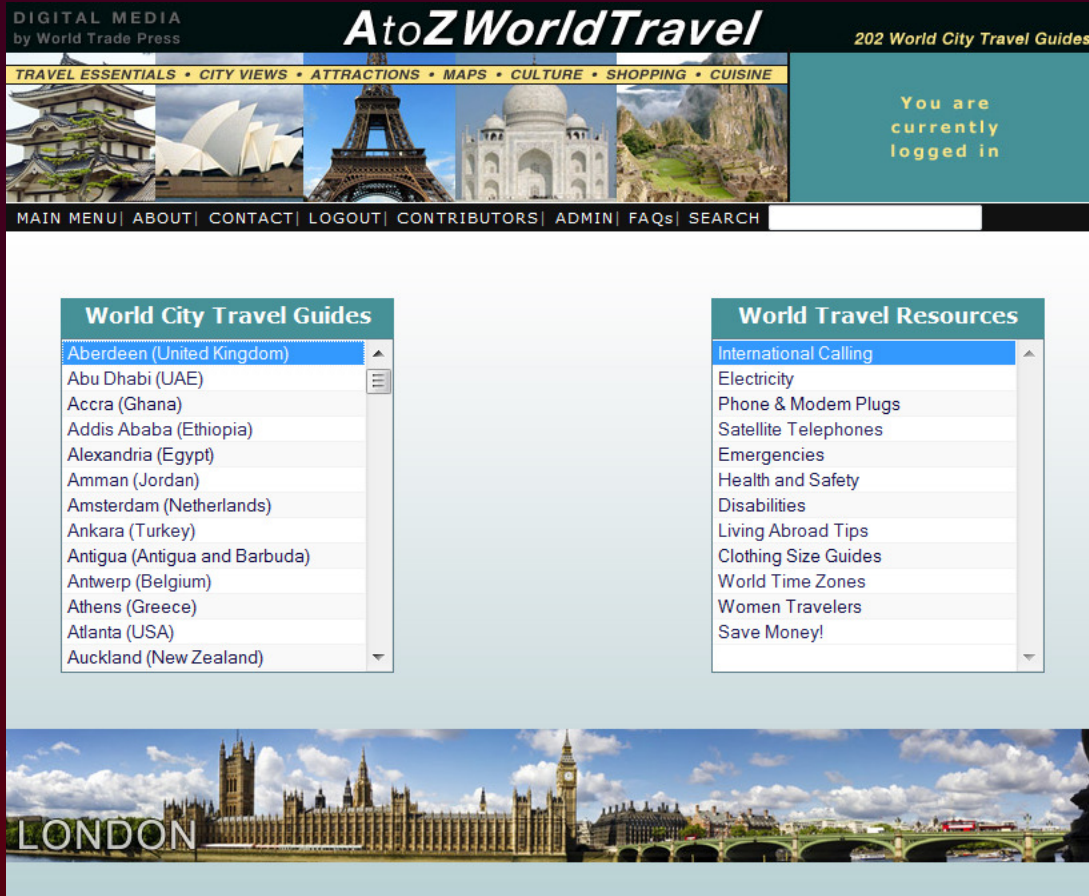 DIGITAL MEDIA
by World Trade Press
AtoZWorldTravel
202 World City Travel Guides
TRAVEL ESSENTIALS • CITY VIEWS • ATTRACTIONS • MAPS • CULTURE • SHOPPING • CUISINE
You are
currently
logged in
MAIN MENU| ABOUT| CONTACT| LOGOUT| CONTRIBUTORS| ADMIN| FAQs| SEARCH
World City Travel Guides
Aberdeen (United Kingdom)
Abu Dhabi (UAE)
Accra (Ghana)
Addis Ababa (Ethiopia)
Alexandria (Egypt)
Amman (Jordan)
Amsterdam (Netherlands)
Ankara (Turkey)
Antigua (Antigua and Barbuda)
Antwerp (Belgium)
Athens (Greece)
Atlanta (USA)
Auckland (New Zealand)
World Travel Resources
International Calling
Electricity
Phone & Modem Plugs
Satellite Telephones
Emergencies
Health and Safety
Disabilities
Living Abroad Tips
Clothing Size Guides
World Time Zones
Women Travelers
Save Money!
LONDON